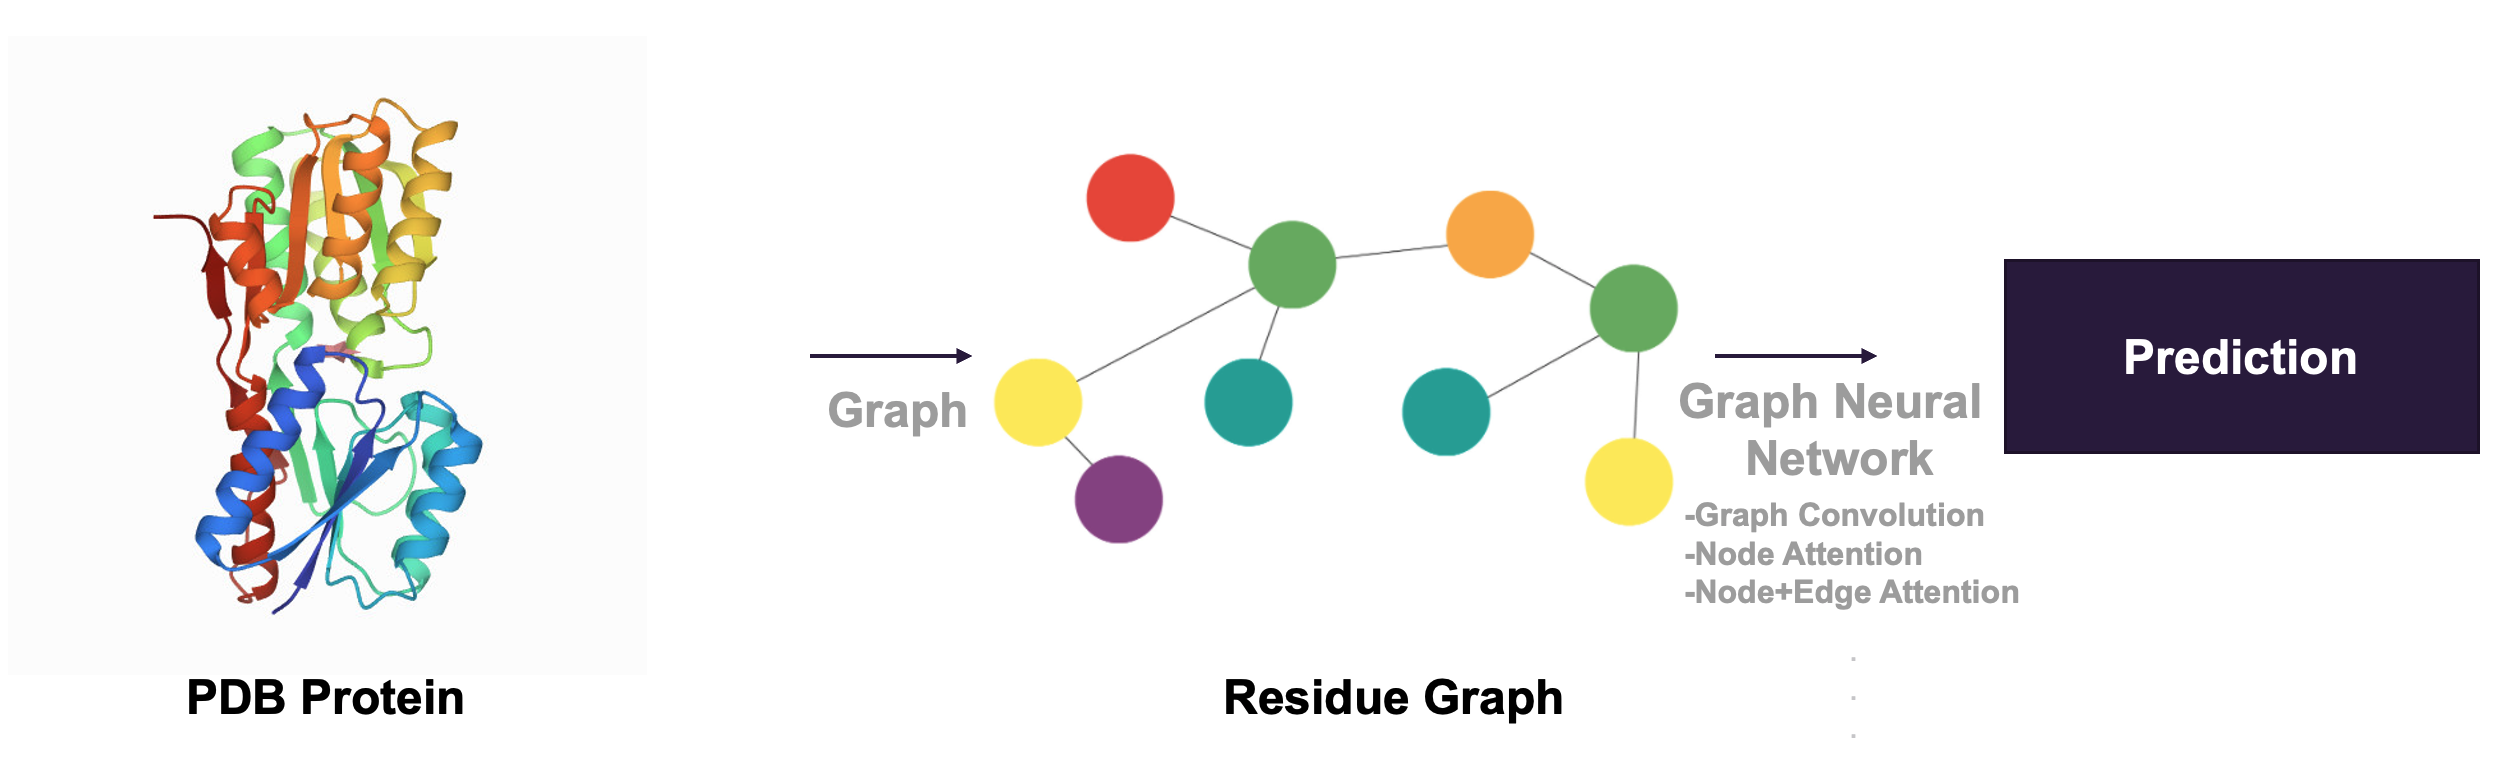 PDB Protein
Graph
Residue Graph
Graph Neural
Network
-Graph Convolution
-Node Attention
-Node+Edge Attention
.
.
.
Prediction